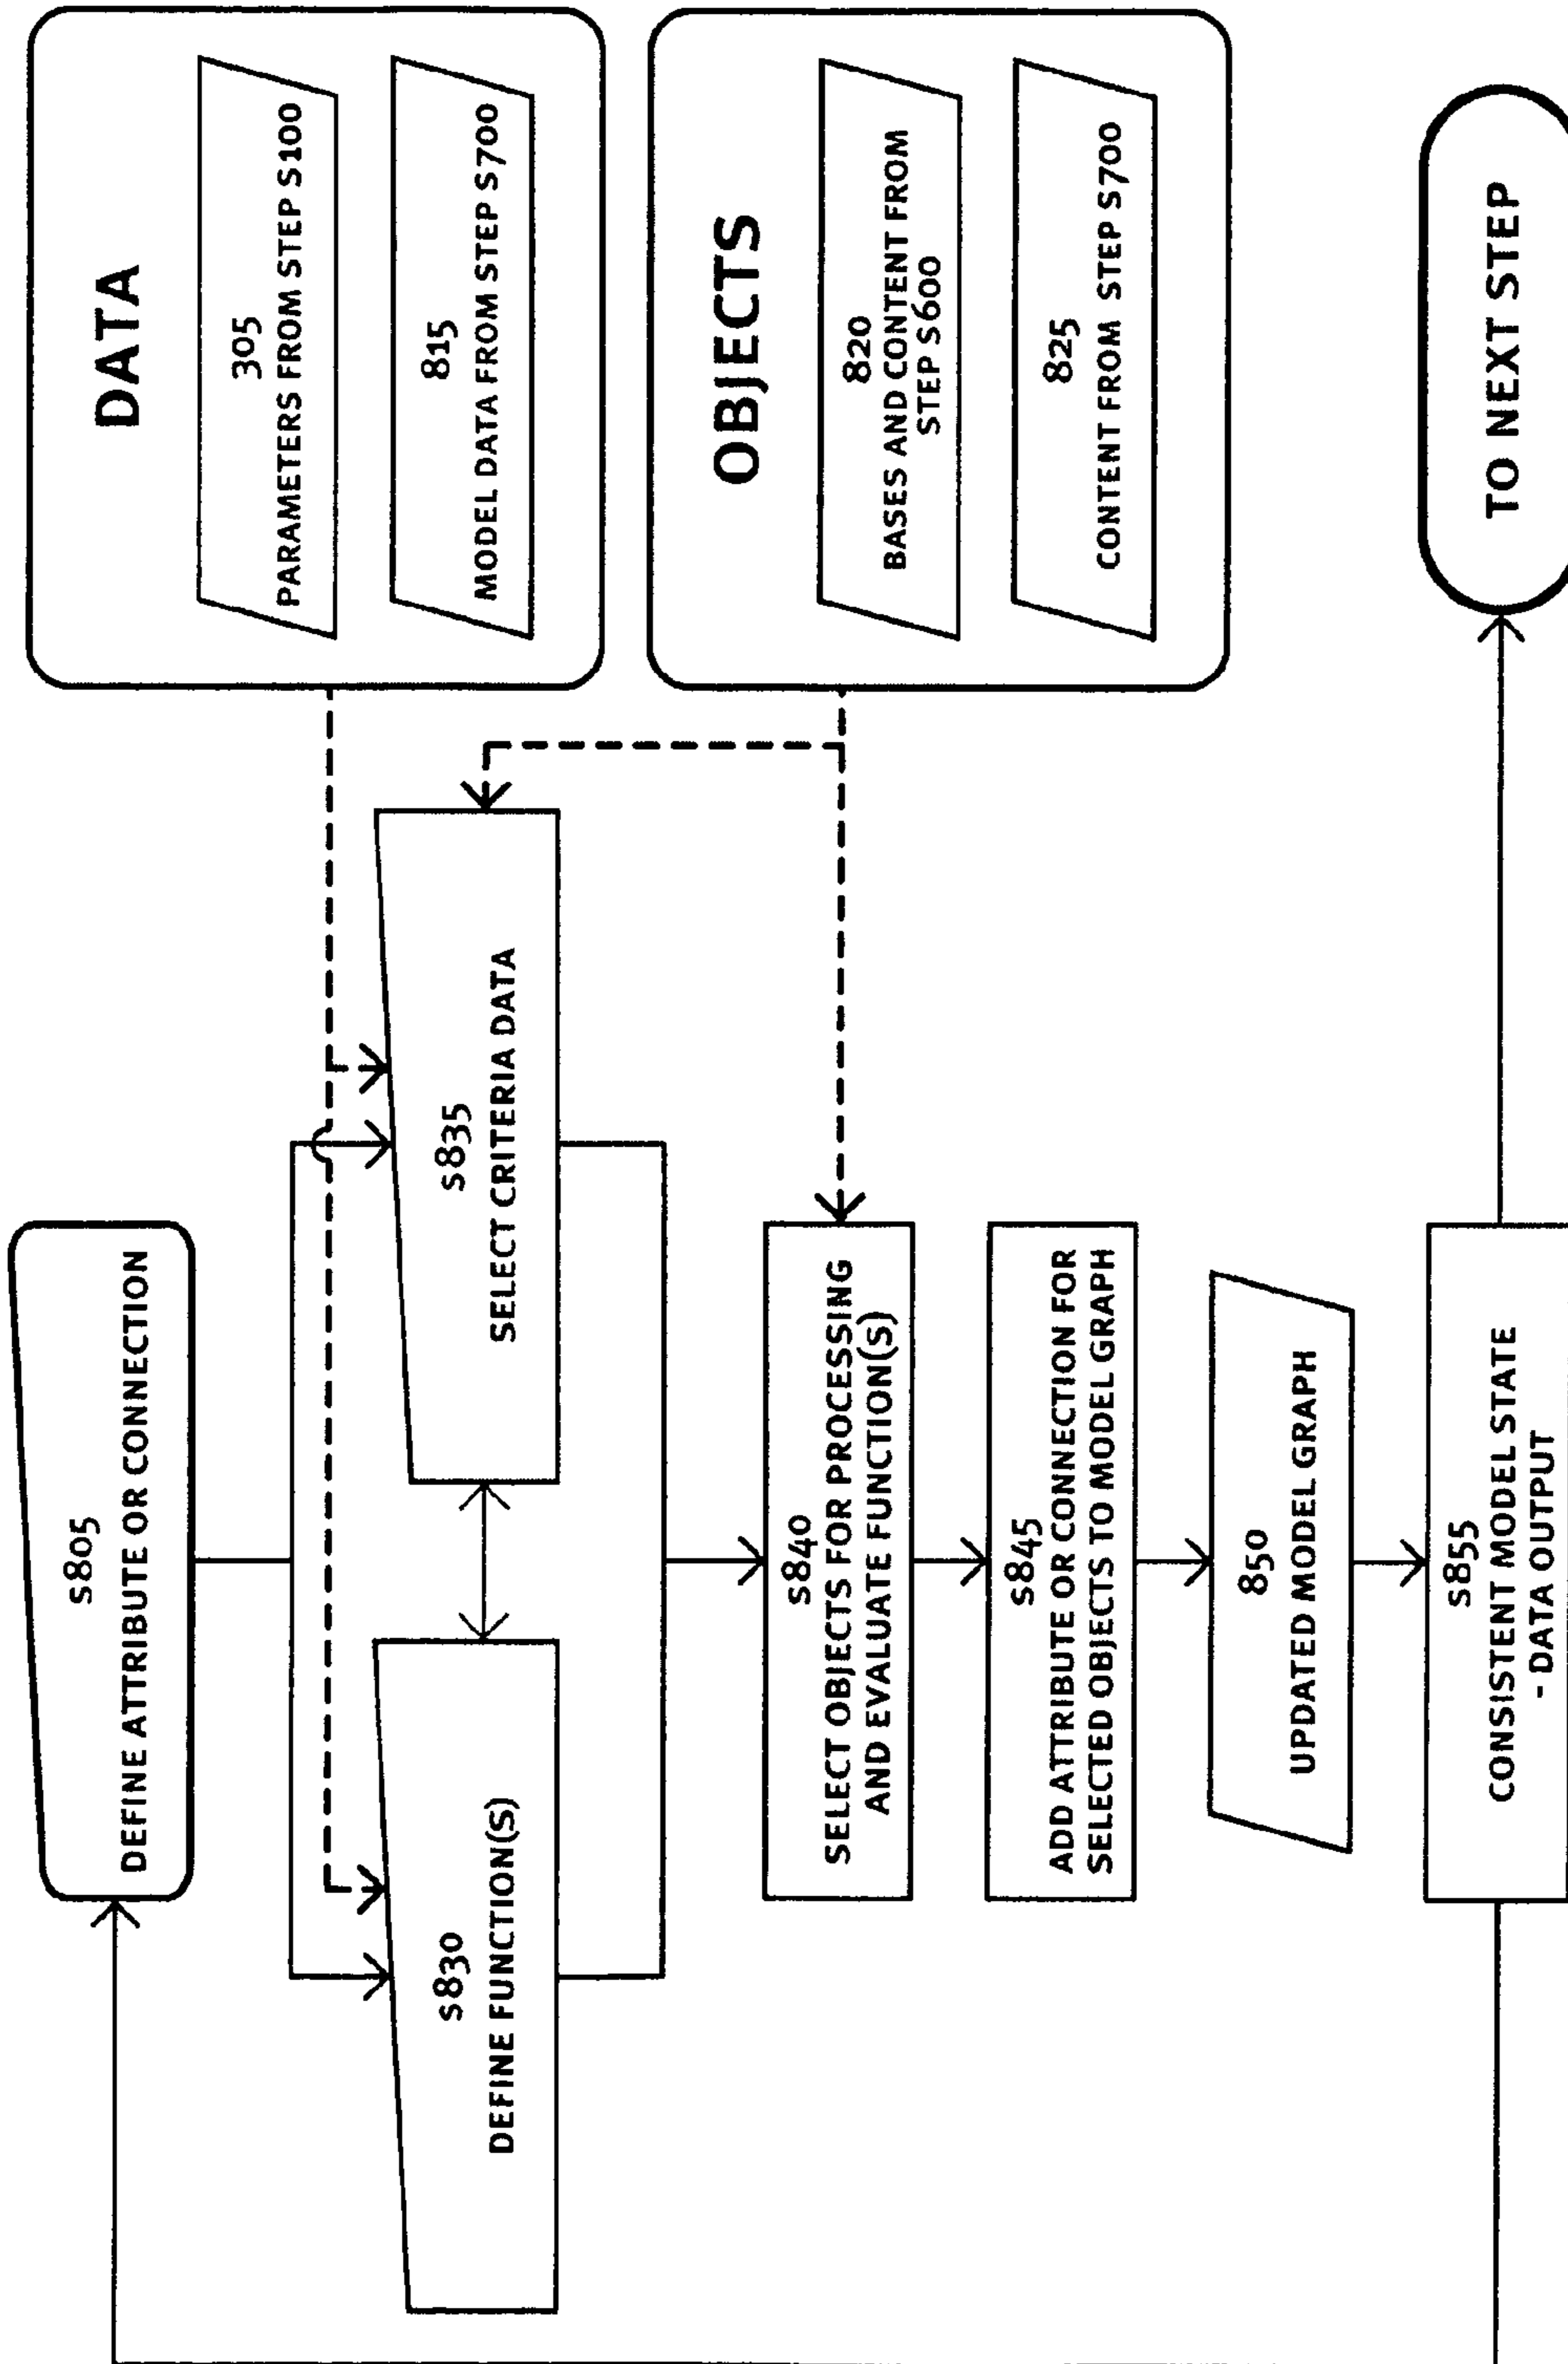 s805
DEFINE ATTRIBUTE OR CONNECTION
s830
DEFINE FUNCTION(S)
s835
SELECT CRITERIA DATA
s840
SELECT OBJECTS FOR PROCESSING
AND EVALUATE FUNCTION(S)
s845
ADD ATTRIBUTE OR CONNECTION FOR
SELECTED OBJECTS TO MODEL GRAPH
850
UPDATED MODEL GRAPH
s855
CONSISTENT MODEL STATE
- DATA OUTPUT
DATA
305
PARAMETERS FROM STEP S100
815
MODEL DATA FROM STEP S700
OBJECTS
820
BASES AND CONTENT FROM
STEP S600
825
CONTENT FROM STEP S700
TO NEXT STEP